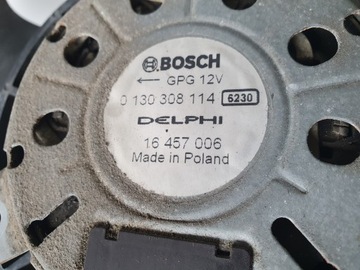 BOSCH
← GPG 12V
0 130 308 114 6230
DELPHI
16 457 006
Made in Poland